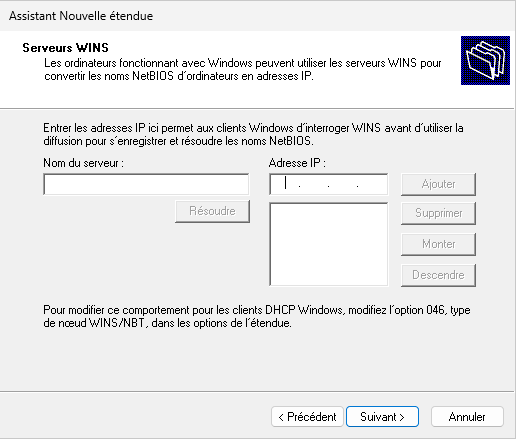 Assistant Nouvelle étendue
Serveurs WINS
Les ordinateurs fonctionnant avec Windows peuvent utiliser les serveurs WINS pour
convertir les noms NetBIOS d'ordinateurs en adresses IP.
Entrer les adresses IP ici permet aux clients Windows d'interroger WINS avant d'utiliser la
diffusion pour s'enregistrer et résoudre les noms NetBIOS.
Nom du serveur :
Adresse IP :
. . .
Ajouter
Résoudre
Supprimer
Monter
Descendre
Pour modifier ce comportement pour les clients DHCP Windows, modifiez l'option 046, type
de nœud WINS/NBT, dans les options de l'étendue.
< Précédent
Suivant >
Annuler